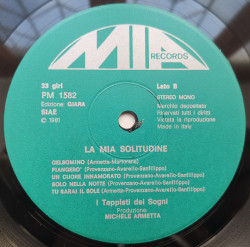 MIA
RECORDS
33 giri
PM 1582
Edizione GIARA
SIAE
℗ 1981
Lato B
STEREO MONO
Marchio depositato
Riservati tutti i diritti
Vietata la riproduzione
Made in Italy
LA MIA SOLITUDINE
GELSOMINO (Armetta-Martorana)
PIANGERO' (Provenzano-Avarello-Sanfilippo)
UN CUORE INNAMORATO (Provenzano-Avarello-Sanfilippo)
SOLO NELLA NOTTE (Provenzano-Avarello-Sanfilippo)
TU SARAI IL SOLE (Provenzano-Avarello-Sanfilippo)
I Teppisti dei Sogni
Produzione
MICHELE ARMETTA